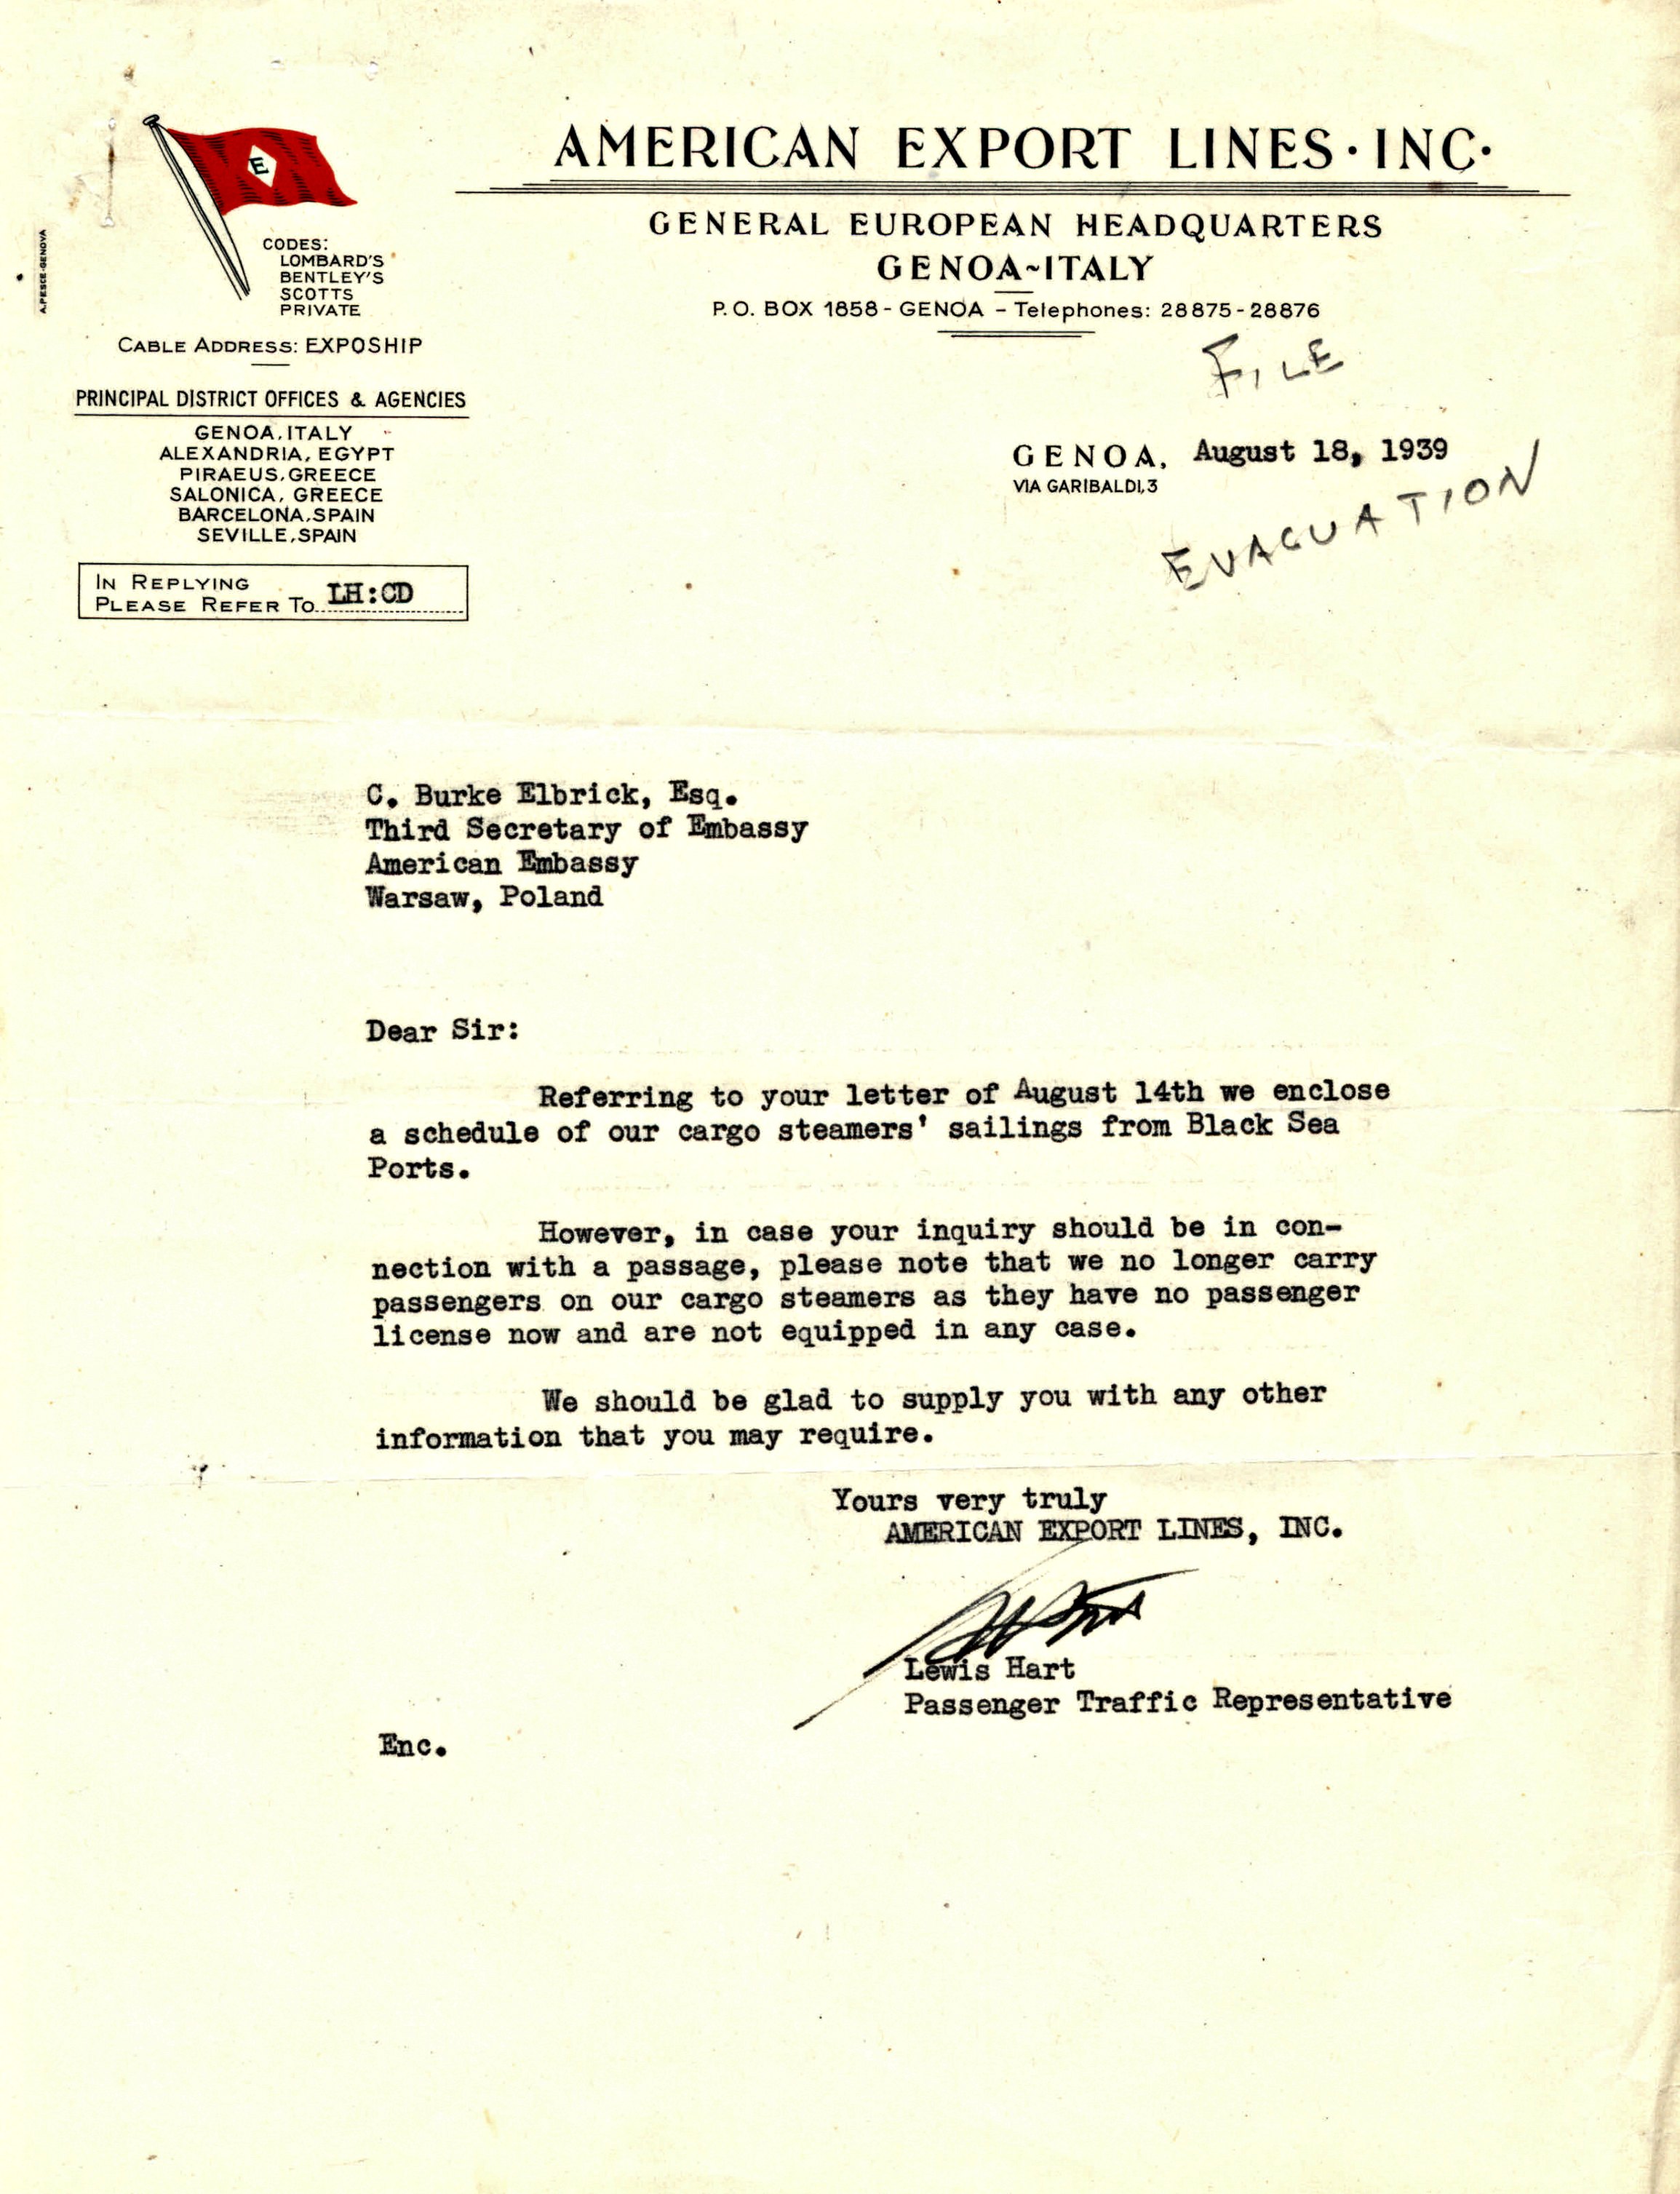 AMERICAN EXPORT LINES·INC·
GENERAL EUROPEAN HEADQUARTERS
GENOA~ITALY
P.O. BOX 1858 - GENOA - Telephones: 28875-28876
E
CODES:
LOMBARD'S
BENTLEY'S
SCOTTS
PRIVATE
A.PESCE-GENOVA
CABLE ADDRESS: EXPOSHIP
PRINCIPAL DISTRICT OFFICES & AGENCIES
GENOA, ITALY
ALEXANDRIA, EGYPT
PIRAEUS, GREECE
SALONICA, GREECE
BARCELONA, SPAIN
SEVILLE, SPAIN
IN REPLYING
PLEASE REFER TO LH:CD
FILE
GENOA, August 18, 1939
VIA GARIBALDI, 3
EVACUATION
C. Burke Elbrick, Esq.
Third Secretary of Embassy
American Embassy
Warsaw, Poland
Dear Sir:
Referring to your letter of August 14th we enclose
a schedule of our cargo steamers' sailings from Black Sea
Ports.
However, in case your inquiry should be in con-
nection with a passage, please note that we no longer carry
passengers on our cargo steamers as they have no passenger
license now and are not equipped in any case.
We should be glad to supply you with any other
information that you may require.
Yours very truly
AMERICAN EXPORT LINES, INC.
Lewis Hart
Passenger Traffic Representative
Enc.